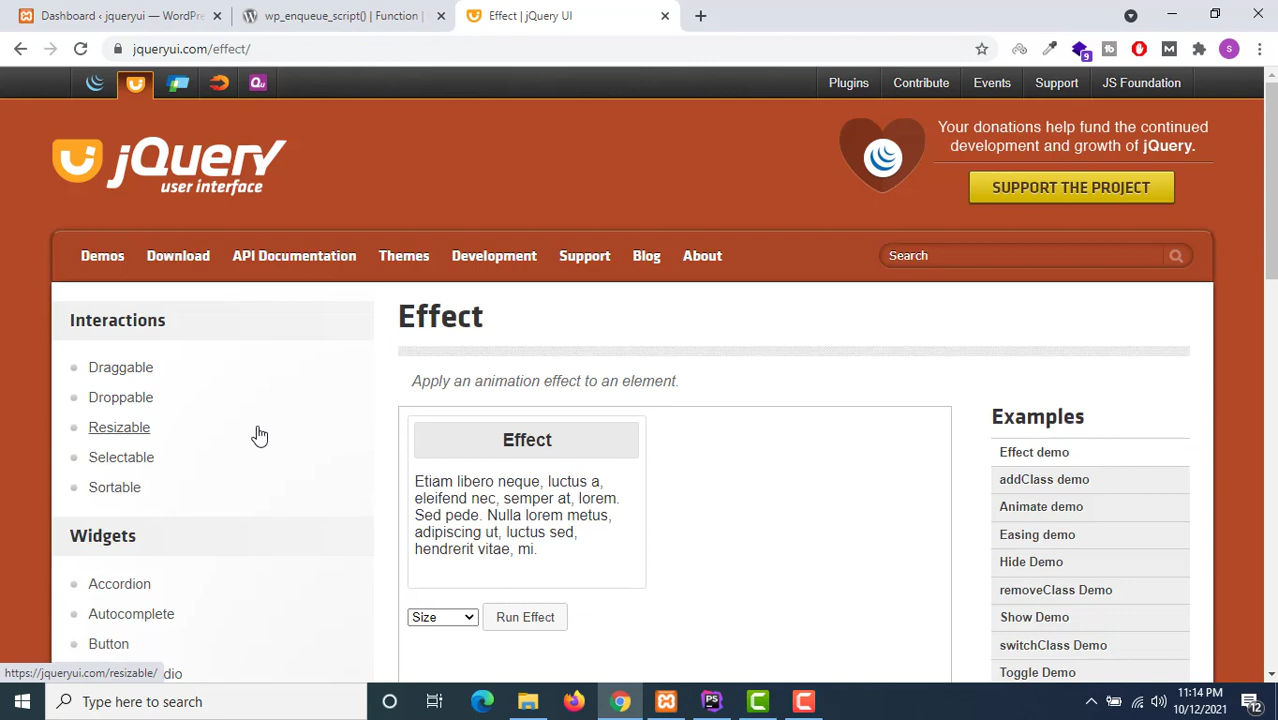 Dashboard ‹ jqueryui — WordPre
wp_enqueue_script() | Function |
Effect | jQuery UI
jqueryui.com/effect/
9
fb
M
S
Qu
Plugins
Contribute
Events
Support
JS Foundation
jQuery
user interface
Your donations help fund the continued
development and growth of jQuery.
SUPPORT THE PROJECT
Demos
Download
API Documentation
Themes
Development
Support
Blog
About
Search
Interactions
Draggable
Droppable
Resizable
Selectable
Sortable
Widgets
Accordion
Autocomplete
Button
dio
Effect
Apply an animation effect to an element.
Effect
Etiam libero neque, luctus a,
eleifend nec, semper at, lorem.
Sed pede. Nulla lorem metus,
adipiscing ut, luctus sed,
hendrerit vitae, mi.
Size
Run Effect
Examples
Effect demo
addClass demo
Animate demo
Easing demo
Hide Demo
removeClass Demo
Show Demo
switchClass Demo
Toggle Demo
https://jqueryui.com/resizable/
Type here to search
PS
11:14 PM
10/12/2021
12